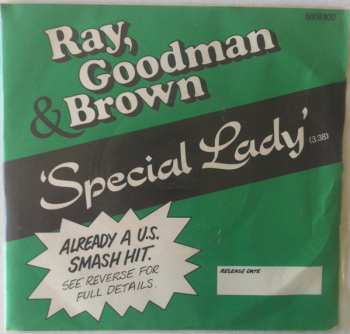 Ray,
Goodman
& Brown
'Special Lady'
(3.38)
ALREADY A U.S.
SMASH HIT.
SEE REVERSE FOR
FULL DETAILS.
RELEASE DATE